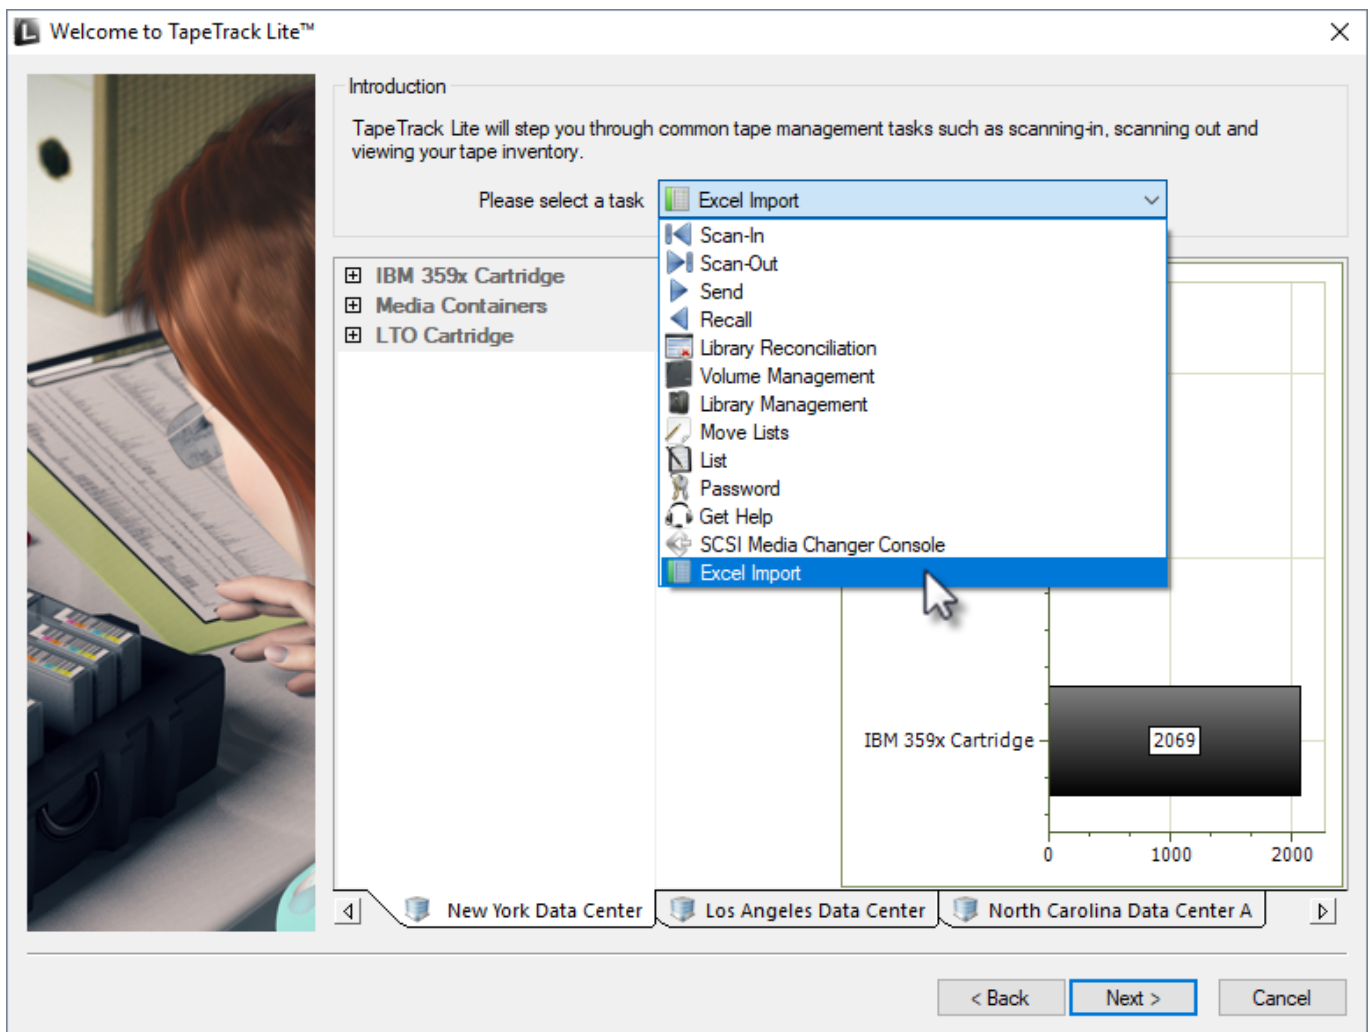 Welcome to TapeTrack Lite™
Introduction
TapeTrack Lite will step you through common tape management tasks such as scanning-in, scanning out and
viewing your tape inventory.
Please select a task
Excel Import
Scan-In
Scan-Out
Send
Recall
Library Reconciliation
Volume Management
Library Management
Move Lists
List
Password
Get Help
SCSI Media Changer Console
Excel Import
IBM 359x Cartridge
Media Containers
LTO Cartridge
IBM 359x Cartridge
2069
0 1000 2000
New York Data Center
Los Angeles Data Center
North Carolina Data Center A
< Back
Next >
Cancel